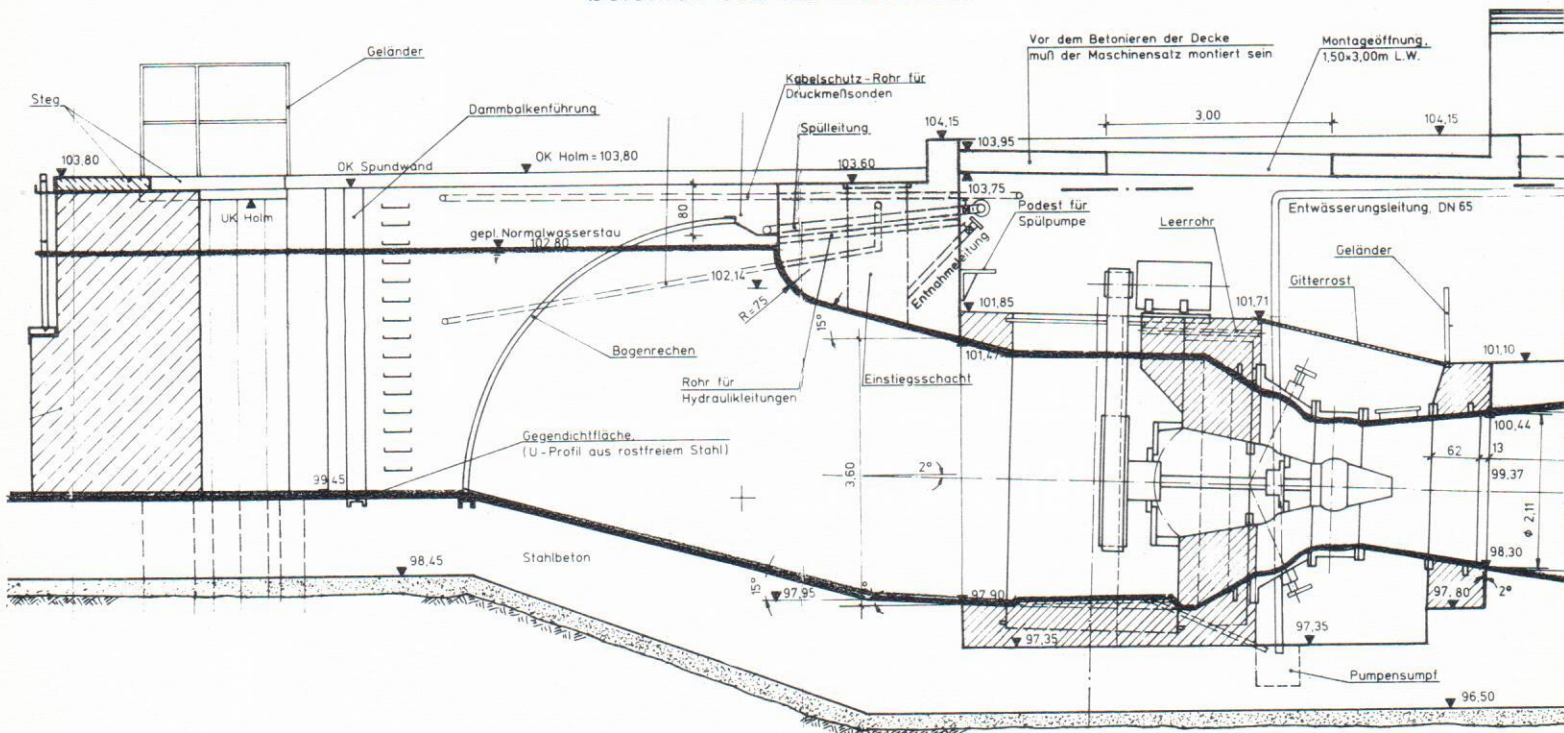 Geländer
Steg
Dammbalkenführung
Kabelschutz-Rohr für
Druckmeßsonden
Spülleitung
Vor dem Betonieren der Decke
muß der Maschinensatz montiert sein
Montageöffnung,
1,50x3,00m L.W.
3,00
104,15
104,15
103,95
103,80
OK Spundwand
OK Holm = 103,80
103,60
103,75
UK Holm
80
Podest für
Spülpumpe
Entwässerungsleitung DN 65
Leerrohr
Geländer
Gitterrost
gepl. Normalwasserstau
102,80
102,14
Entnahmeleitung
R=75
15°
101,85
101,71
101,47
101,10
Bogenrechen
Rohr für
Hydraulikleitungen
Einstiegsschacht
100,44
62
13
99,37
Gegendichtfläche,
(U-Profil aus rostfreiem Stahl)
99,45
3,60
2°
ϕ 2,11
Stahlbeton
98,45
98,30
15°
97,95
97,90
97,80
2°
97,35
97,35
Pumpensumpf
96,50